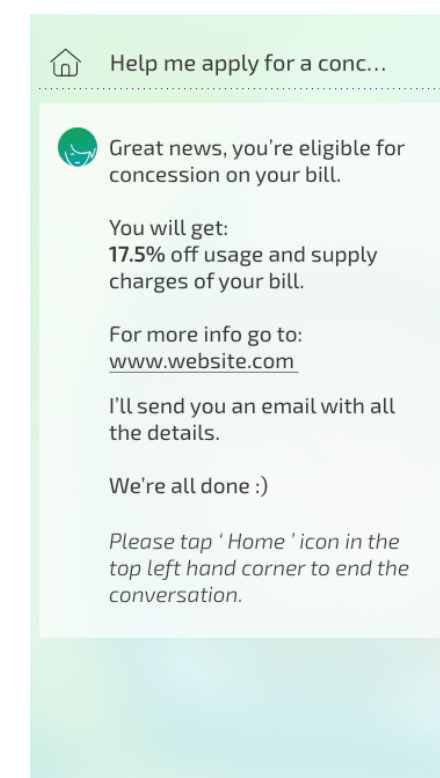 Help me apply for a conc...
Great news, you're eligible for
concession on your bill.
You will get:
17.5% off usage and supply
charges of your bill.
For more info go to:
www.website.com
I'll send you an email with all
the details.
We're all done :)
Please tap ‘ Home ’ icon in the
top left hand corner to end the
conversation.